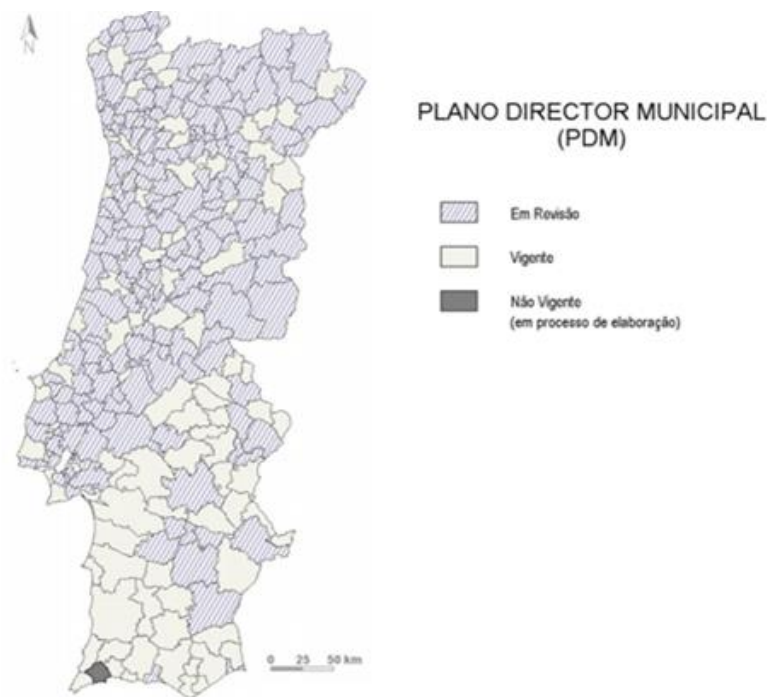 N
PLANO DIRECTOR MUNICIPAL
(PDM)
Em Revisão
Vigente
Não Vigente
(em processo de elaboração)
0 25 50 km